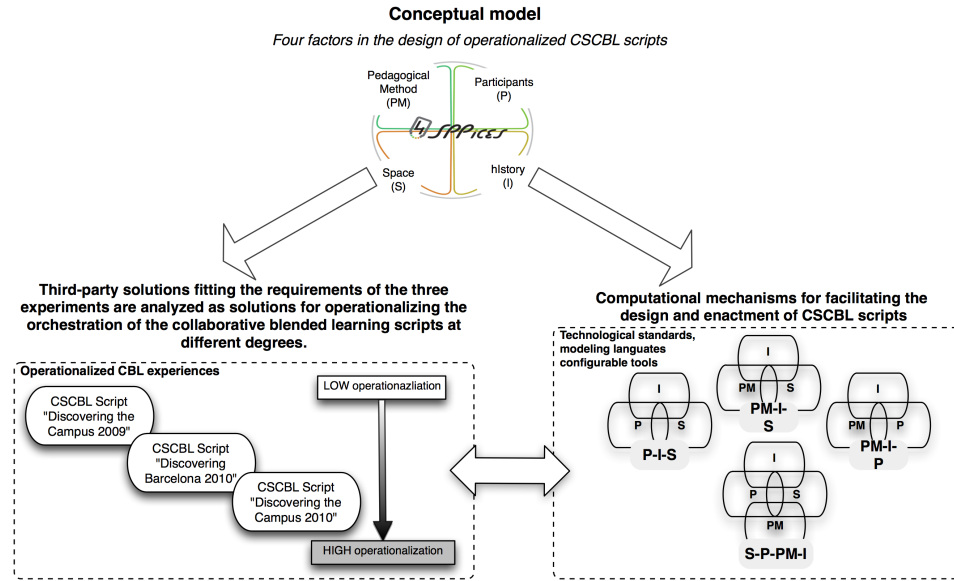 Conceptual model
Four factors in the design of operationalized CSCBL scripts
Pedagogical
Method
(PM)
Participants
(P)
4SPPIces
Space
(S)
hIstory
(I)
Third-party solutions fitting the requirements of the three
experiments are analyzed as solutions for operationalizing the
orchestration of the collaborative blended learning scripts at
different degrees.
Operationalized CBL experiences
CSCBL Script
"Discovering the
Campus 2009"
CSCBL Script
"Discovering
Barcelona 2010"
CSCBL Script
"Discovering the
Campus 2010"
LOW operationazliation
HIGH operationalization
Computational mechanisms for facilitating the
design and enactment of CSCBL scripts
Technological standards,
modeling languates
configurable tools
I
P
S
P-I-S
I
PM
S
PM-I-
S
I
PM
P
PM-I-
P
I
P
S
PM
S-P-PM-I